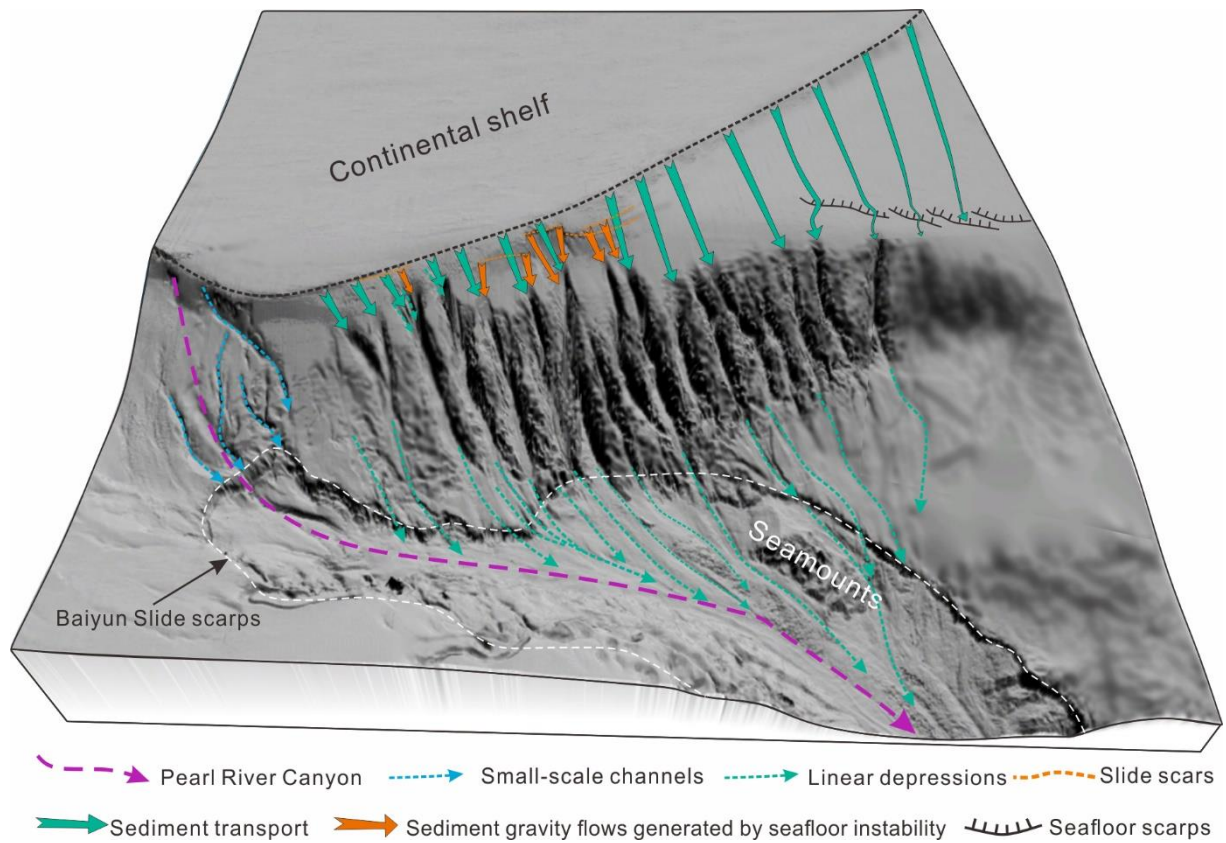 Continental shelf
Seamounts
Baiyun Slide scarps
Pearl River Canyon
Small-scale channels
Linear depressions
Slide scars
Sediment transport
Sediment gravity flows generated by seafloor instability
Seafloor scarps